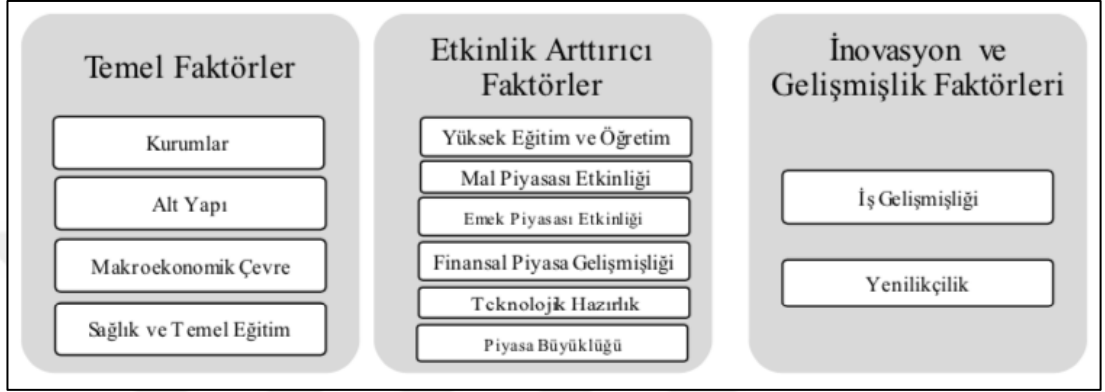 Temel Faktörler
Kurumlar
Alt Yapı
Makroekonomik Çevre
Sağlık ve Temel Eğitim
Etkinlik Arttırıcı
Faktörler
Yüksek Eğitim ve Öğretim
Mal Piyasası Etkinliği
Emek Piyasası Etkinliği
Finansal Piyasa Gelişmişliği
Teknolojik Hazırlık
Piyasa Büyüklüğü
İnovasyon ve
Gelişmişlik Faktörleri
İş Gelişmişliği
Yenilikçilik